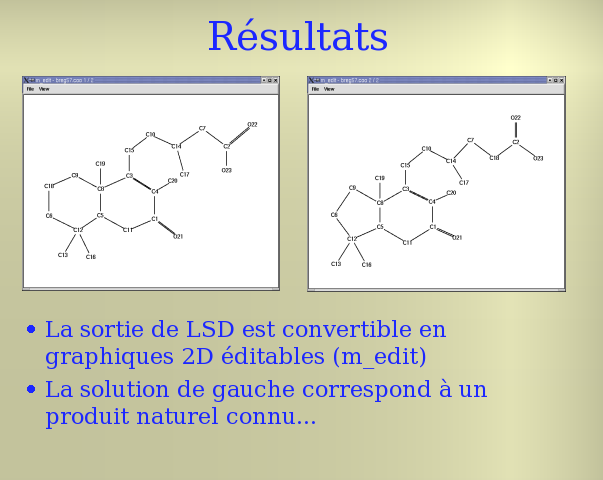 Résultats
m_edit - breg57.coo 1 / 2
File View
O22
C10 C7
C15 C14 C2
C19 O23
C9 C3 C17
C18 C8 C20
C4
C6 C5 C1
C12 C11 O21
C13 C16
m_edit - breg57.coo 2 / 2
File View
O22
C7 C2
C10
C14 C18 O23
C15
C19 C17
C9 C3 C20
C8 C4
C6
C5 C1
C12 C11 O21
C13 C16
La sortie de LSD est convertible en
graphiques 2D éditables (m_edit)
La solution de gauche correspond à un
produit naturel connu...